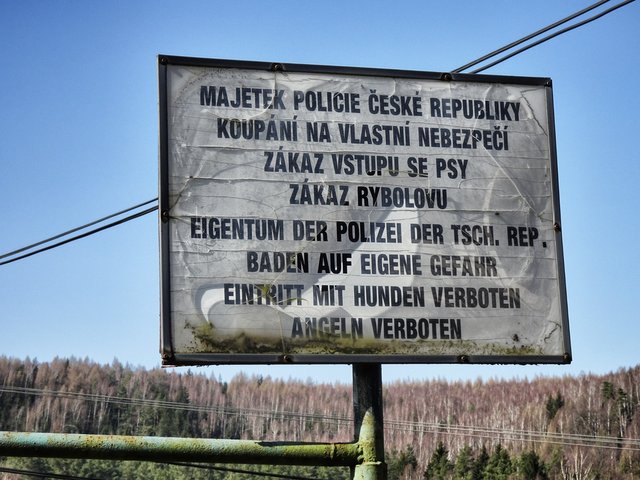 MAJETEK POLICIE ČESKÉ REPUBLIKY
KOUPÁNÍ NA VLASTNÍ NEBEZPEČÍ
ZÁKAZ VSTUPU SE PSY
ZÁKAZ RYBOLOVU
EIGENTUM DER POLIZEI DER TSCH. REP.
BADEN AUF EIGENE GEFAHR
EINTRITT MIT HUNDEN VERBOTEN
ANGELN VERBOTEN